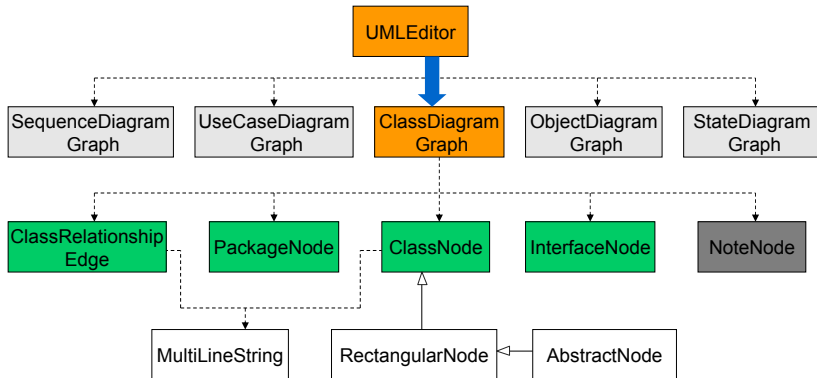 UMLEditor
SequenceDiagram
Graph
UseCaseDiagram
Graph
ClassDiagram
Graph
ObjectDiagram
Graph
StateDiagram
Graph
ClassRelationship
Edge
PackageNode
ClassNode
InterfaceNode
NoteNode
MultiLineString
RectangularNode
AbstractNode